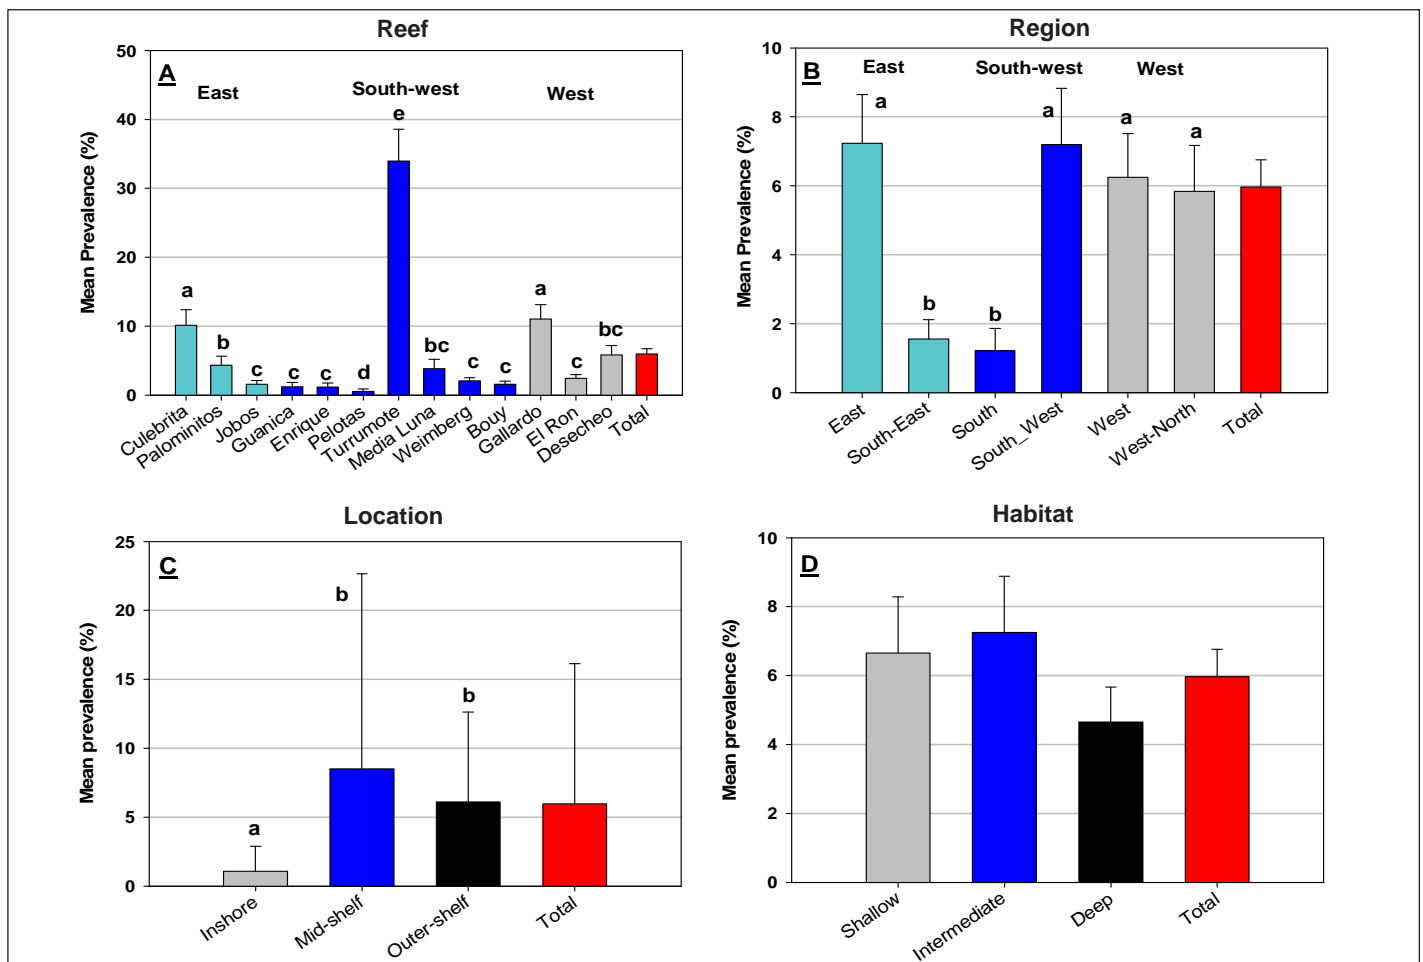 Reef
A
East
South-west
West
Mean Prevalence (%)
50
40
30
20
10
0
a
b
c
c
c
d
e
bc
c
c
a
c
bc
Culebrita
Palominitos
Jobos
Guanica
Enrique
Pelotas
Turrumote
Media Luna
Weimberg
Bouy
Gallardo
El Ron
Desecheo
Total
Region
B
East
South-west
West
Mean Prevalence (%)
10
8
6
4
2
0
a
b
b
a
a
a
East
South-East
South
South_West
West
West-North
Total
Location
C
Mean prevalence (%)
25
20
15
10
5
0
a
b
b
Inshore
Mid-shelf
Outer-shelf
Total
Habitat
D
Mean prevalence (%)
10
8
6
4
2
0
Shallow
Intermediate
Deep
Total